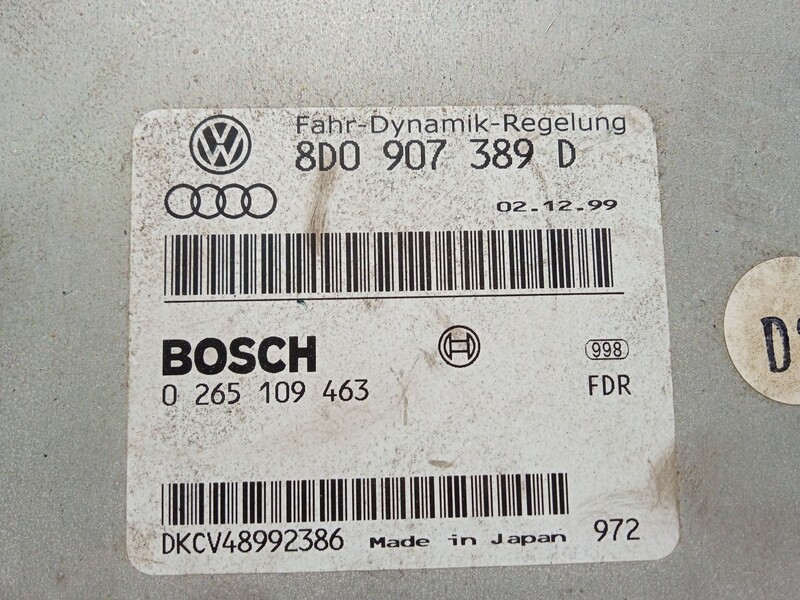 Fahr-Dynamik-Regelung
8D0 907 389 D
02.12.99
BOSCH
998
0 265 109 463
FDR
DKCV48992386 Made in Japan 972